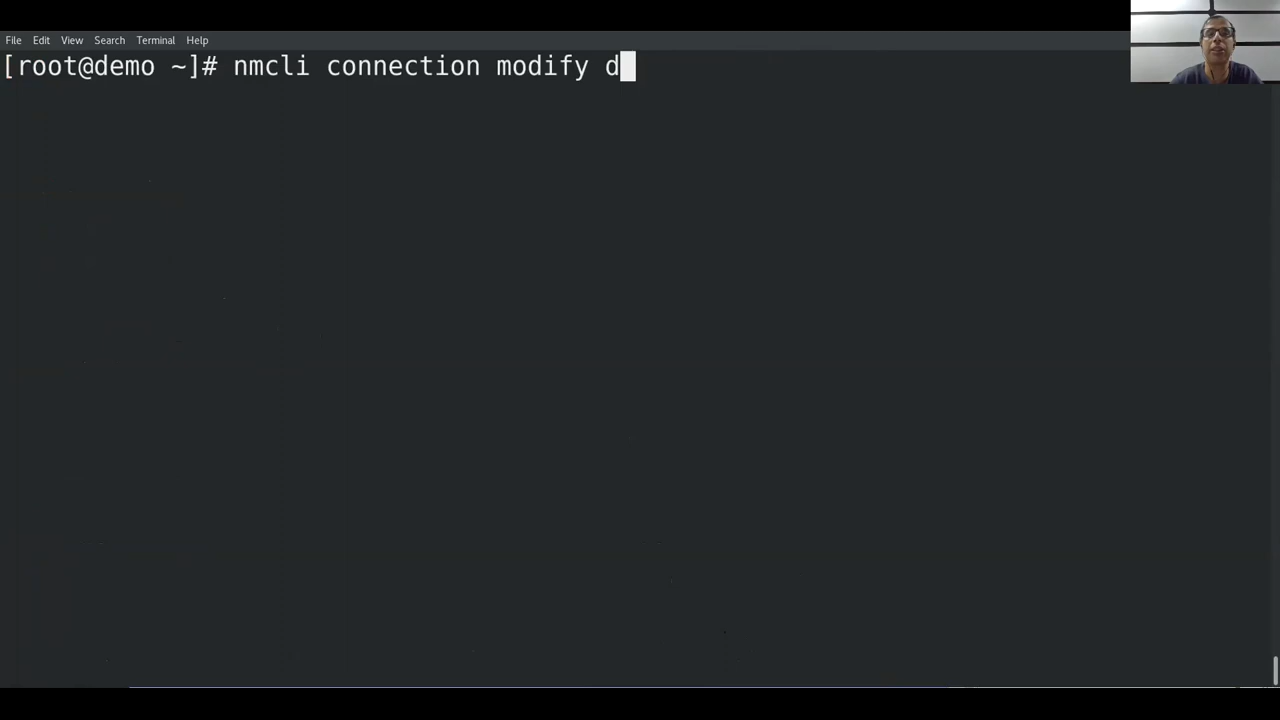 File Edit View Search Terminal Help
[root@demo ~]# nmcli connection modify d